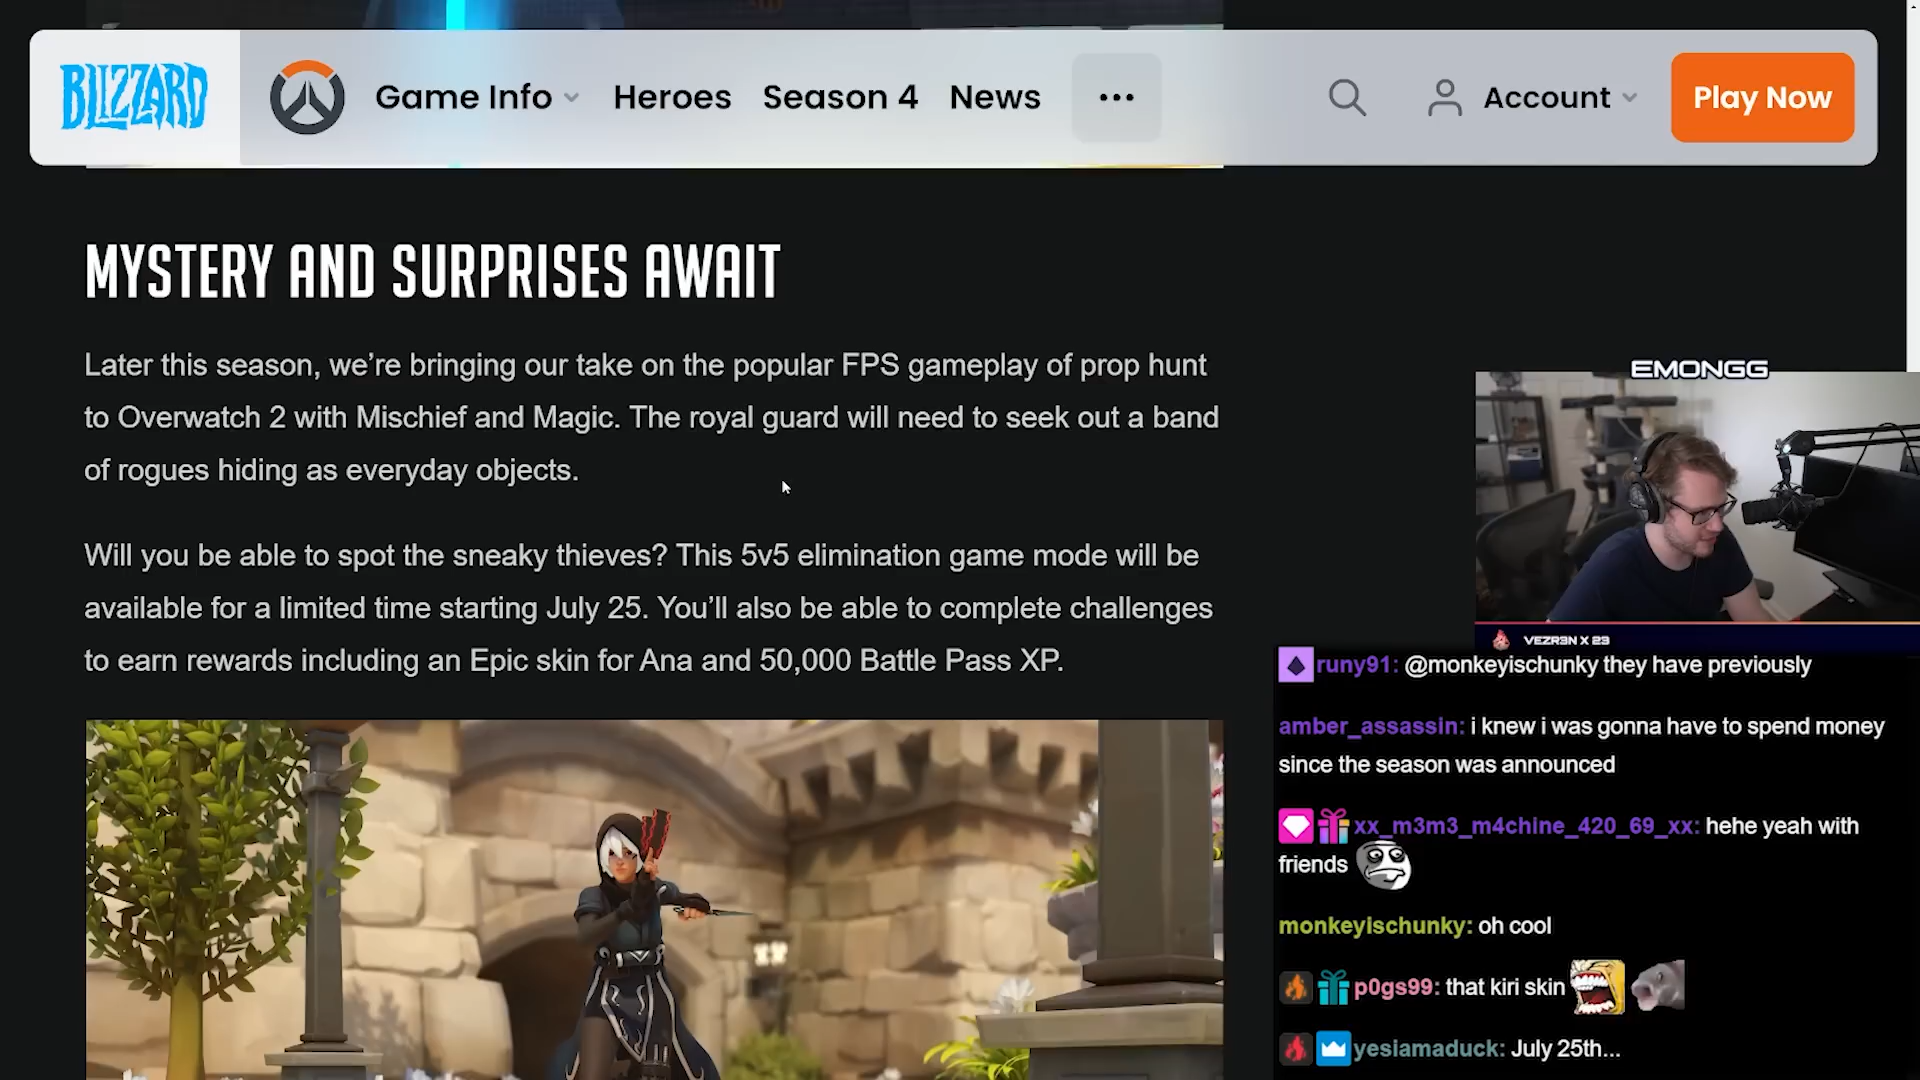 BLIZZARD
Game Info Heroes Season 4 News ••• Account Play Now
MYSTERY AND SURPRISES AWAIT
Later this season, we’re bringing our take on the popular FPS gameplay of prop hunt
to Overwatch 2 with Mischief and Magic. The royal guard will need to seek out a band
of rogues hiding as everyday objects.
Will you be able to spot the sneaky thieves? This 5v5 elimination game mode will be
available for a limited time starting July 25. You’ll also be able to complete challenges
to earn rewards including an Epic skin for Ana and 50,000 Battle Pass XP.
EMONGG
VEZR3N X 23
runy91: @monkeyischunky they have previously
amber_assassin: i knew i was gonna have to spend money
since the season was announced
xx_m3m3_m4chine_420_69_xx: hehe yeah with
friends
monkeyischunky: oh cool
p0gs99: that kiri skin
yesiamaduck: July 25th...